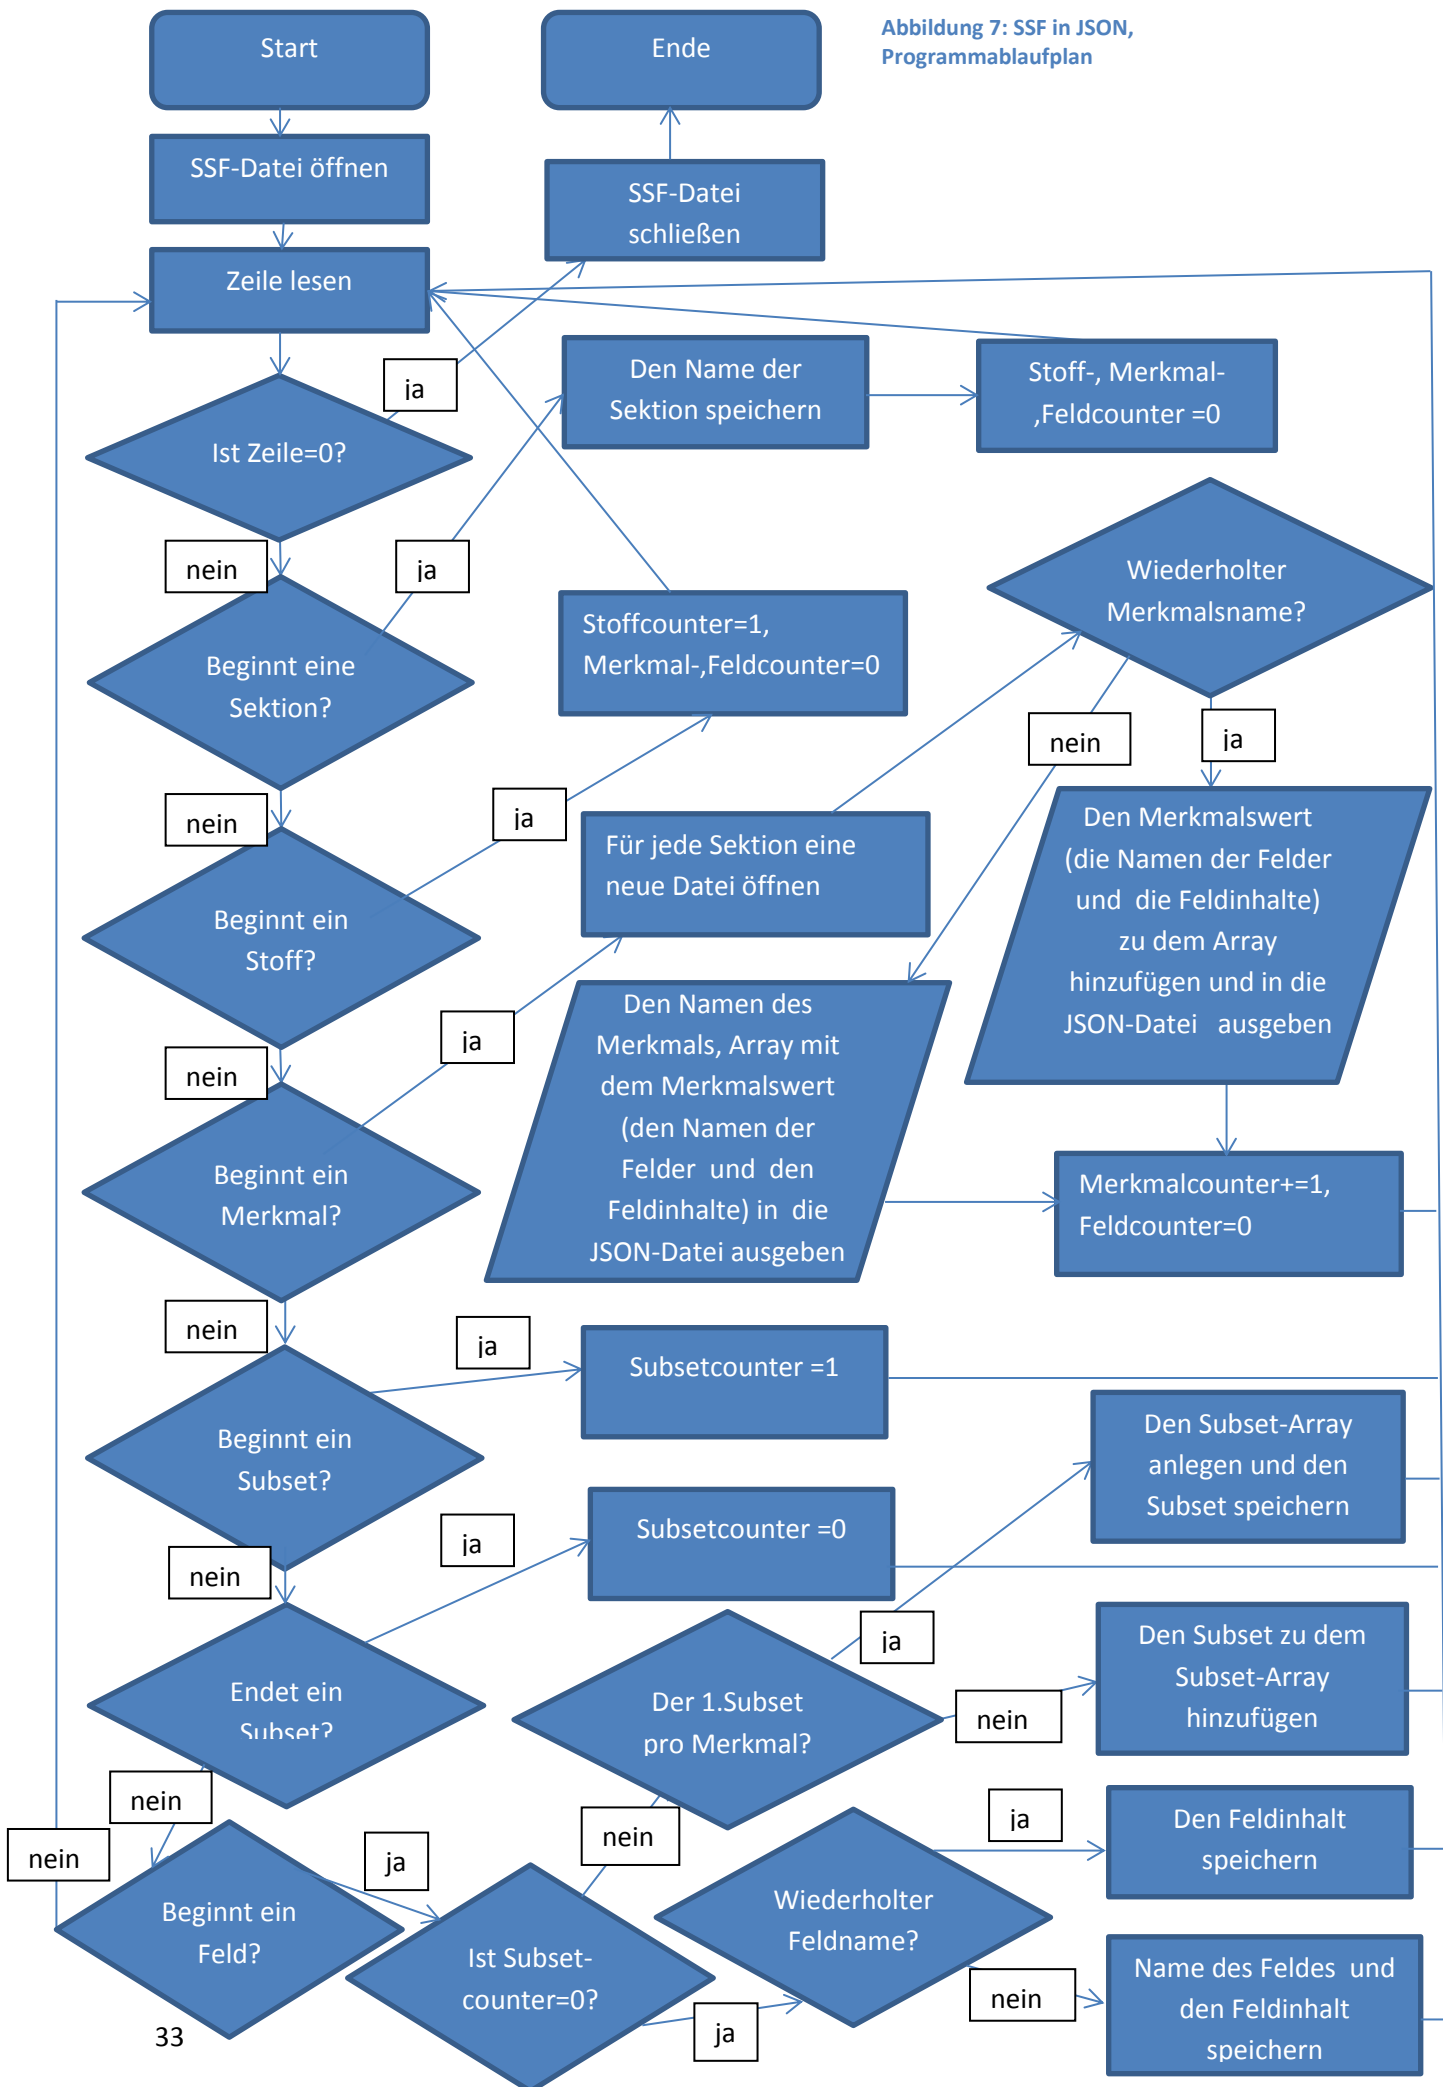 Abbildung 7: SSF in JSON,
Programmablaufplan
Start
Ende
SSF-Datei öffnen
SSF-Datei
schließen
Zeile lesen
ja
Den Name der
Sektion speichern
Stoff-, Merkmal-
,Feldcounter =0
Ist Zeile=0?
nein
ja
Wiederholter
Merkmalsname?
Stoffcounter=1,
Merkmal-,Feldcounter=0
Beginnt eine
Sektion?
nein
ja
nein
ja
Für jede Sektion eine
neue Datei öffnen
Den Merkmalswert
(die Namen der Felder
und die Feldinhalte)
zu dem Array
hinzufügen und in die
JSON-Datei ausgeben
Beginnt ein
Stoff?
nein
ja
Den Namen des
Merkmals, Array mit
dem Merkmalswert
(den Namen der
Felder und den
Feldinhalte) in die
JSON-Datei ausgeben
Beginnt ein
Merkmal?
Merkmalcounter+=1,
Feldcounter=0
nein
ja
Subsetcounter =1
Beginnt ein
Subset?
Den Subset-Array
anlegen und den
Subset speichern
nein
ja
Subsetcounter =0
ja
Endet ein
Subset?
Der 1.Subset
pro Merkmal?
nein
Den Subset zu dem
Subset-Array
hinzufügen
nein
nein
ja
nein
ja
Den Feldinhalt
speichern
Beginnt ein
Feld?
Ist Subset-
counter=0?
Wiederholter
Feldname?
ja
nein
Name des Feldes und
den Feldinhalt
speichern
33